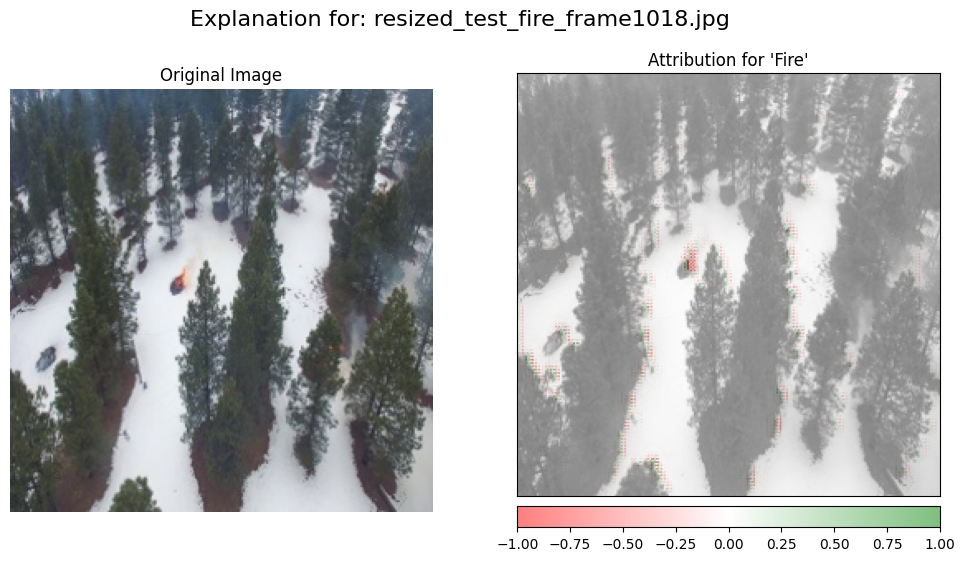 Explanation for: resized_test_fire_frame1018.jpg
Original Image
Attribution for 'Fire'
−1.00 −0.75 −0.50 −0.25 0.00 0.25 0.50 0.75 1.00